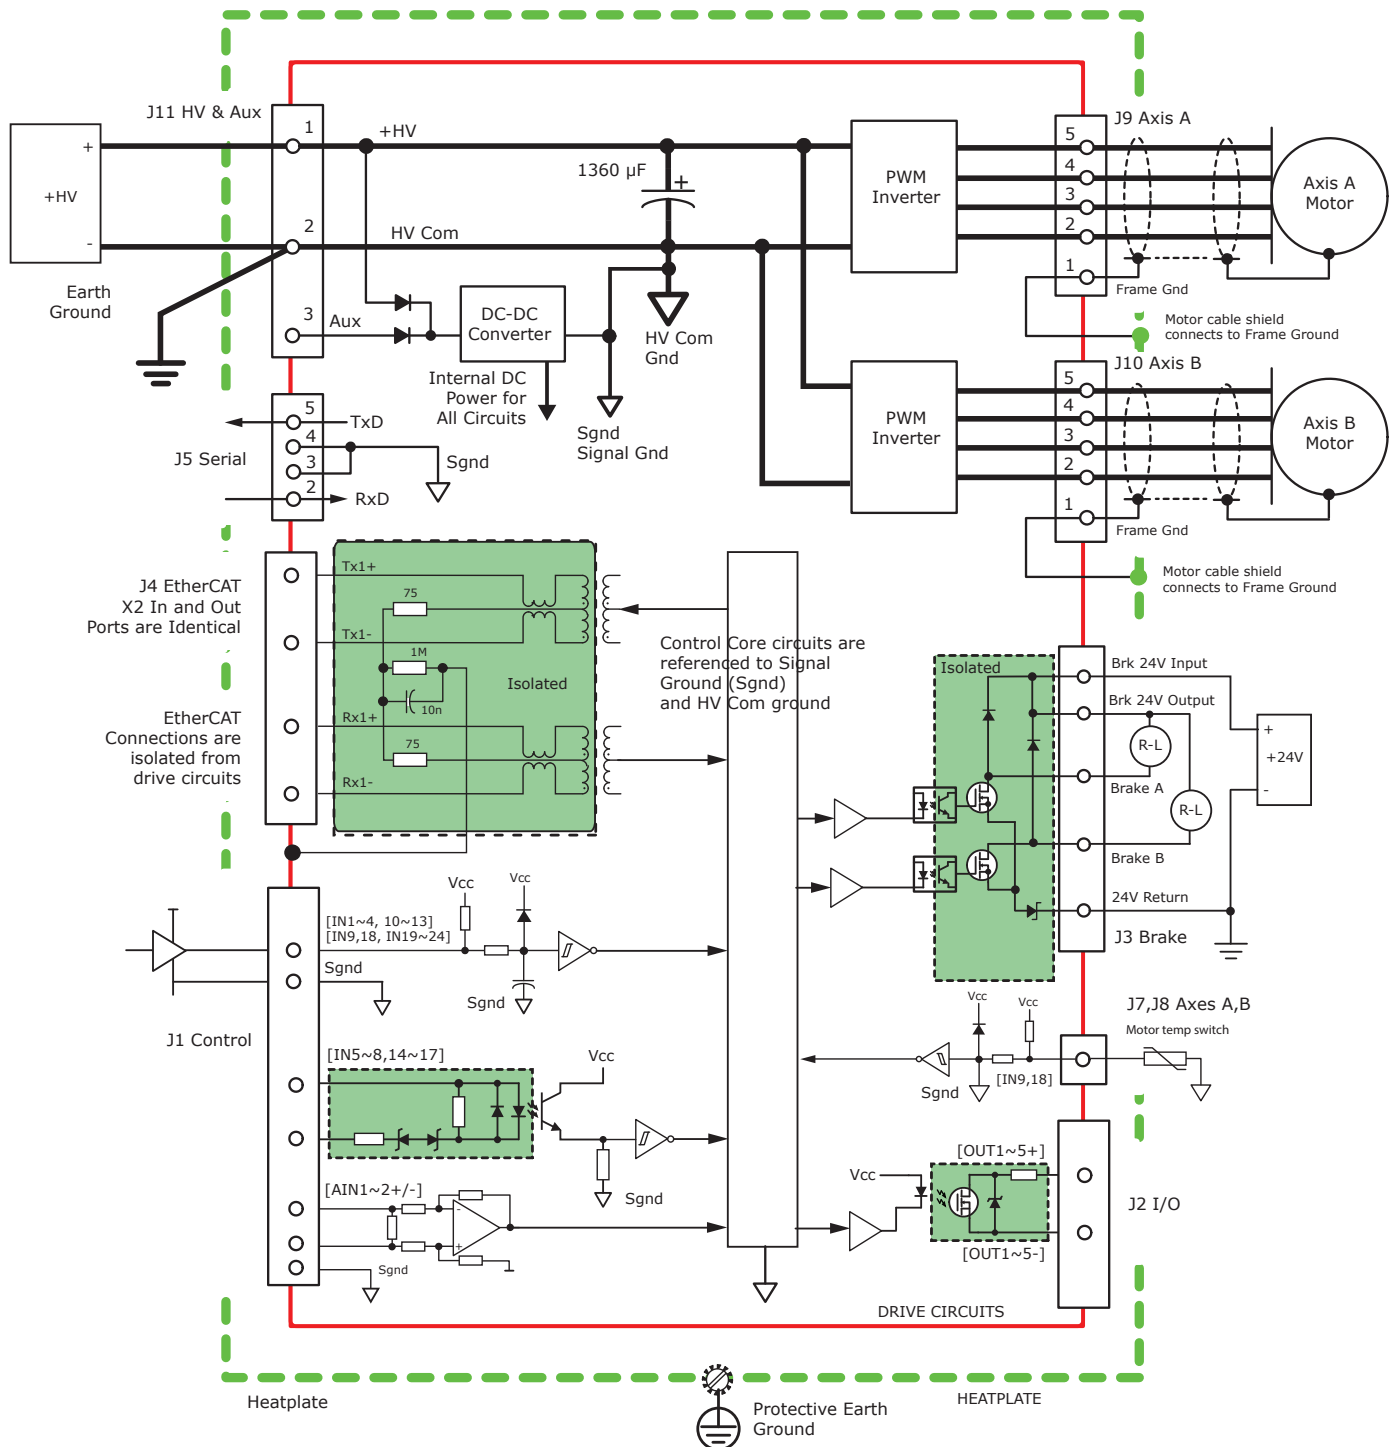 J11 HV & Aux
+
+HV
-
1
+HV
2
HV Com
3
Aux
Earth
Ground
1360 µF
+
DC-DC
Converter
HV Com
Gnd
Internal DC
Power for
All Circuits
Sgnd
Signal Gnd
PWM
Inverter
J9 Axis A
5
4
3
2
1
Axis A
Motor
Frame Gnd
Motor cable shield
connects to Frame Ground
J10 Axis B
PWM
Inverter
5
4
3
2
1
Axis B
Motor
Frame Gnd
Motor cable shield
connects to Frame Ground
J5 Serial
5
TxD
4
3
Sgnd
2
RxD
J4 EtherCAT
X2 In and Out
Ports are Identical
EtherCAT
Connections are
isolated from
drive circuits
Tx1+
75
Tx1-
1M
10n
Isolated
Rx1+
75
Rx1-
Control Core circuits are
referenced to Signal
Ground (Sgnd)
and HV Com ground
Isolated
Brk 24V Input
Brk 24V Output
R-L
Brake A
R-L
Brake B
24V Return
J3 Brake
+
+24V
-
Vcc
Vcc
[IN1~4, 10~13]
[IN9,18, IN19~24]
Sgnd
Sgnd
J1 Control
[IN5~8,14~17]
Vcc
Sgnd
[AIN1~2+/-]
-
+
Sgnd
Vcc
Vcc
Sgnd
[IN9,18]
J7,J8 Axes A,B
Motor temp switch
Vcc
[OUT1~5+]
[OUT1~5-]
J2 I/O
DRIVE CIRCUITS
Heatplate
HEATPLATE
Protective Earth
Ground